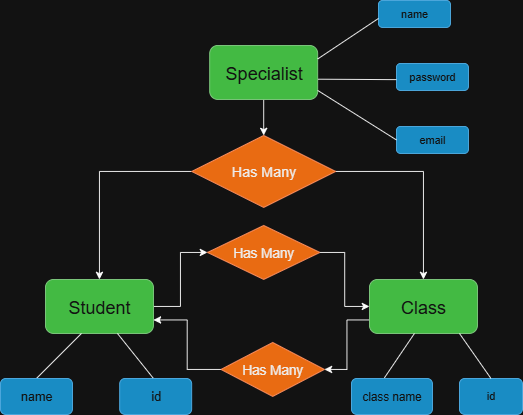 name
Specialist
password
email
Has Many
Has Many
Student
Class
Has Many
name
id
class name
id